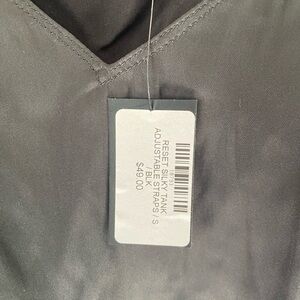 RESET SILKY TANK
ADJUSTABLE STRAPS / S
/ BLK
$49.00